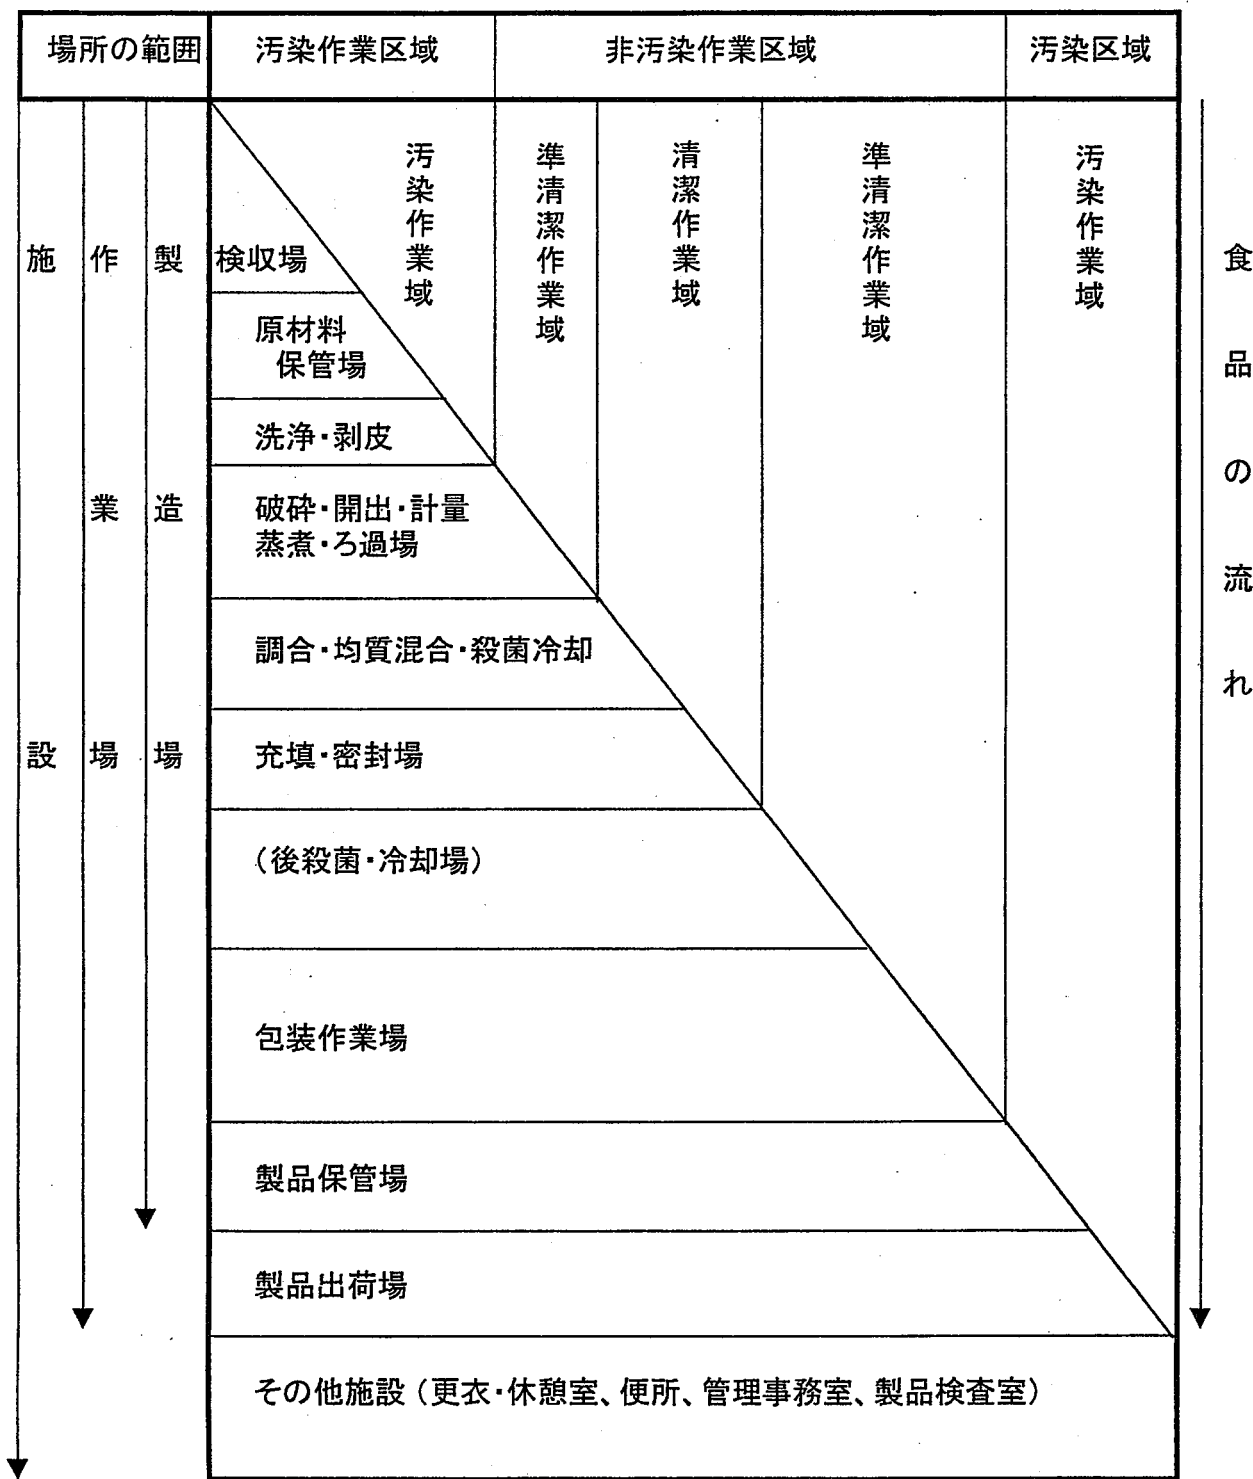 場所の範囲
汚染作業区域
非汚染作業区域
汚染区域
汚染作業域
準清潔作業域
清潔作業域
準清潔作業域
汚染作業域
施設
作業場
製造場
検収場
原材料
保管場
洗浄・剥皮
破砕・開出・計量
蒸煮・ろ過場
調合・均質混合・殺菌冷却
充填・密封場
（後殺菌・冷却場）
包装作業場
製品保管場
製品出荷場
その他施設（更衣・休憩室、便所、管理事務室、製品検査室）
食品の流れ